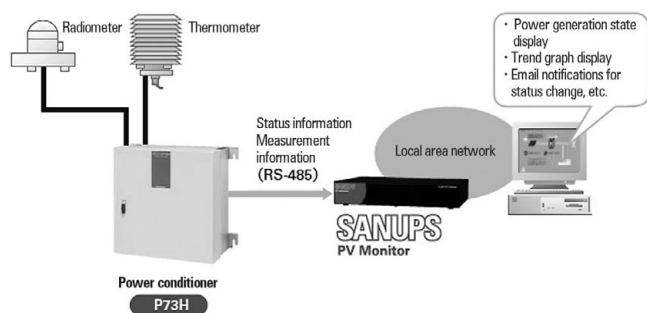 Radiometer
Thermometer
・ Power generation state
display
・ Trend graph display
・ Email notifications for
status change, etc.
Status information
Measurement
information
(RS-485)
Local area network
SANUPS
SANUPS
PV Monitor
Power conditioner
P73H